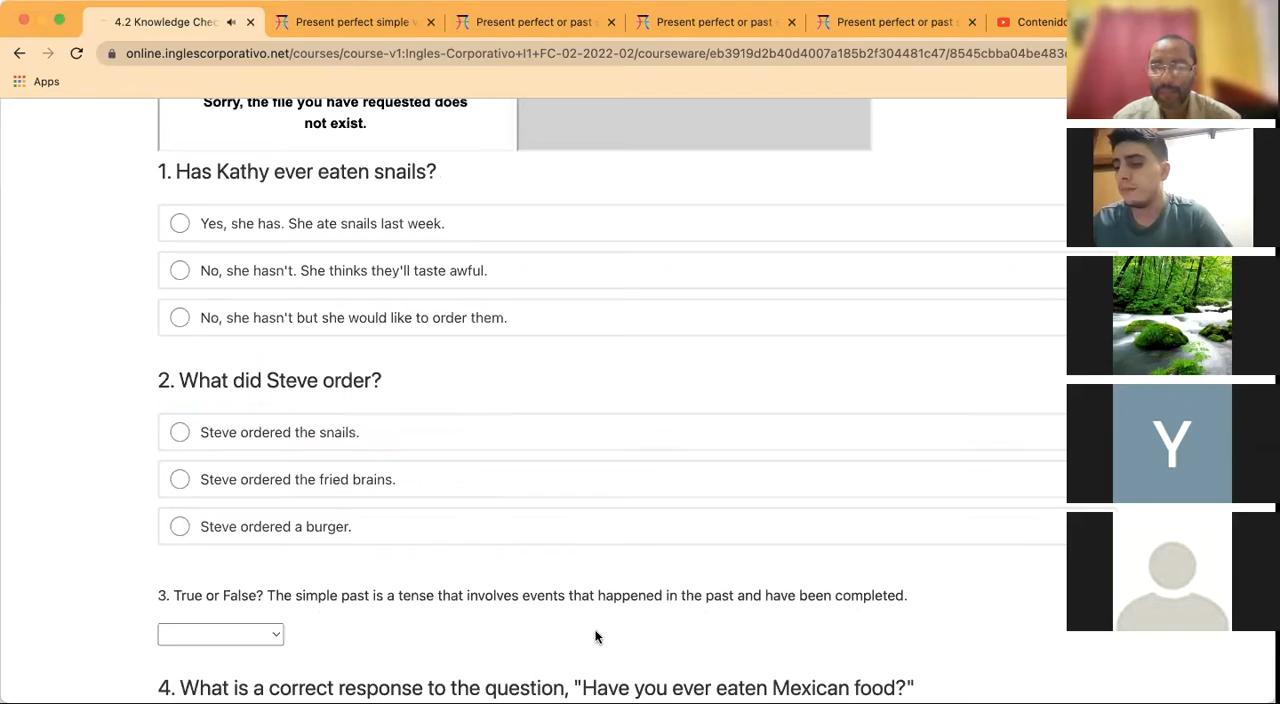 4.2 Knowledge Chec
Present perfect simple v
Present perfect or past s
Present perfect or past s
Present perfect or past s
Contenido
online.inglescorporativo.net/courses/course-v1:Ingles-Corporativo+I1+FC-02-2022-02/courseware/eb3919d2b40d4007a185b2f304481c47/8545cbba04be483c
Apps
Sorry, the file you have requested does
not exist.
1. Has Kathy ever eaten snails?
Yes, she has. She ate snails last week.
No, she hasn't. She thinks they'll taste awful.
No, she hasn't but she would like to order them.
2. What did Steve order?
Steve ordered the snails.
Steve ordered the fried brains.
Steve ordered a burger.
3. True or False? The simple past is a tense that involves events that happened in the past and have been completed.
4. What is a correct response to the question, "Have you ever eaten Mexican food?"
Y